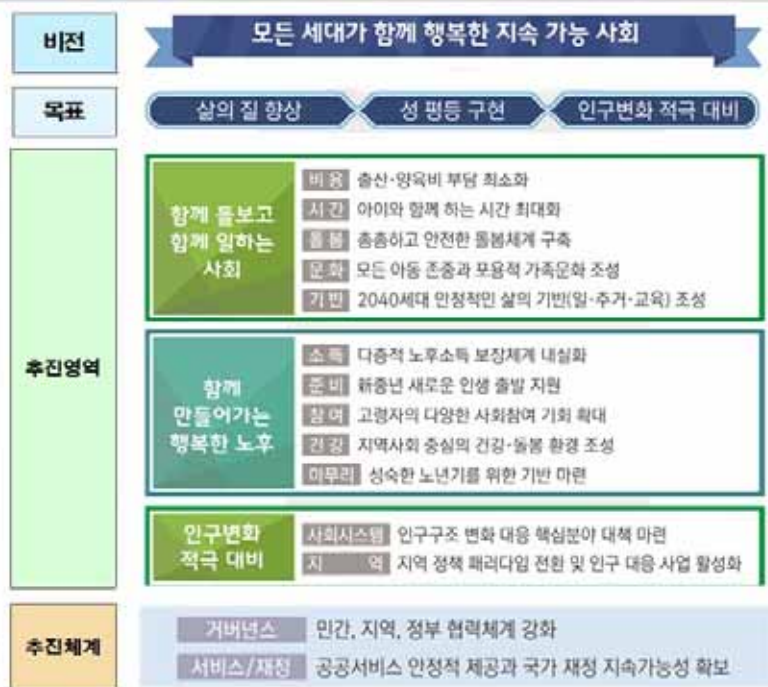 비전
모든 세대가 함께 행복한 지속 가능 사회
목표
삶의 질 향상
성 평등 구현
인구변화 적극 대비
추진영역
함께 돌보고
함께 일하는
사회
비용 출산·양육비 부담 최소화
시간 아이와 함께 하는 시간 최대화
돌봄 촘촘하고 안전한 돌봄체계 구축
문화 모든 아동 존중과 포용적 가족문화 조성
기반 2040세대 안정적인 삶의 기반(일·주거·교육) 조성
함께
만들어가는
행복한 노후
소득 다층적 노후소득 보장체계 내실화
준비 新중년 새로운 인생 출발 지원
참여 고령자의 다양한 사회참여 기회 확대
건강 지역사회 중심의 건강·돌봄 환경 조성
마무리 성숙한 노년기를 위한 기반 마련
인구변화
적극 대비
사회시스템 인구구조 변화 대응 핵심분야 대책 마련
지 역 지역 정책 패러다임 전환 및 인구 대응 사업 활성화
추진체계
거버넌스 민간, 지역, 정부 협력체계 강화
서비스/재정 공공서비스 안정적 제공과 국가 재정 지속가능성 확보